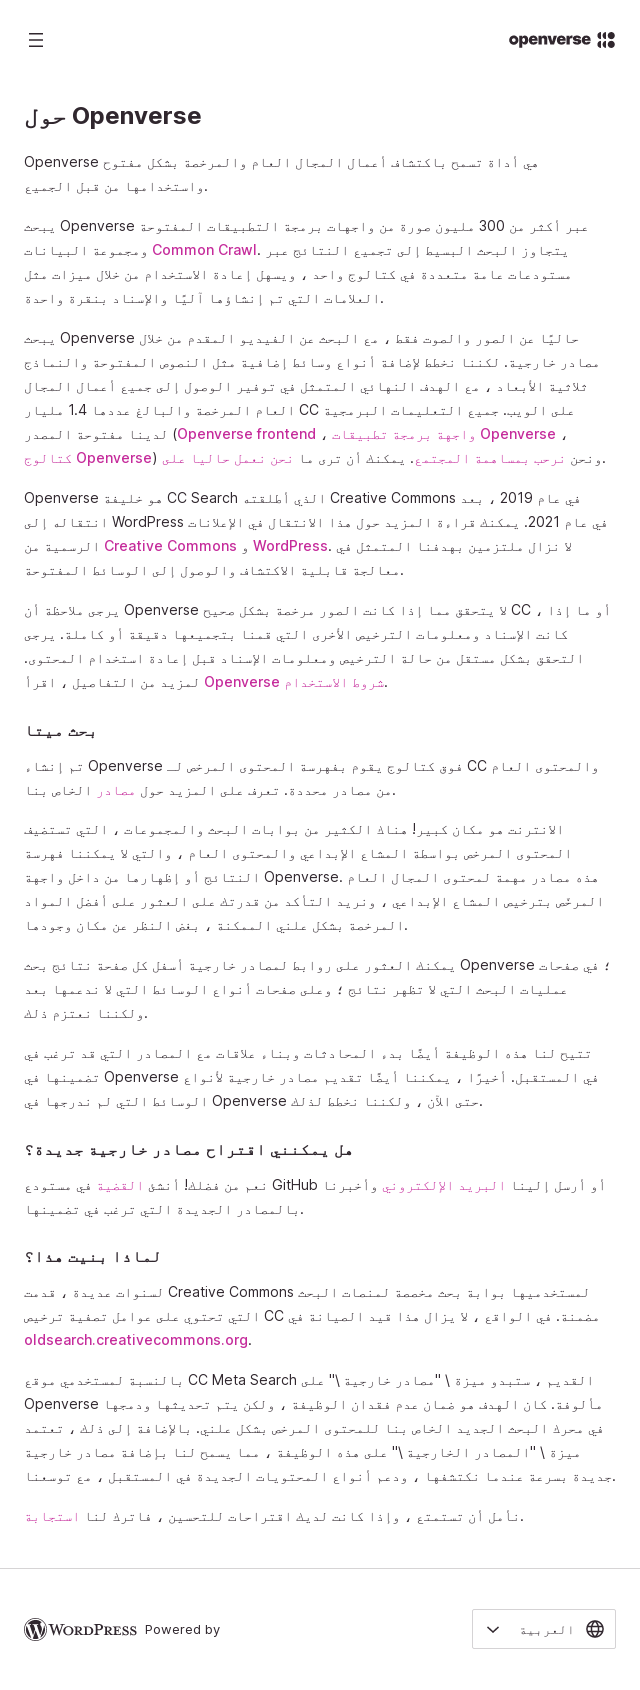 openverse
حول Openverse
Openverse هي أداة تسمح باكتشاف أعمال المجال العام والمرخصة بشكل مفتوح
واستخدامها من قبل الجميع.
يبحث Openverse عبر أكثر من 300 مليون صورة من واجهات برمجة التطبيقات المفتوحة
ومجموعة البيانات Common Crawl. يتجاوز البحث البسيط إلى تجميع النتائج عبر
مستودعات عامة متعددة في كتالوج واحد ، ويسهل إعادة الاستخدام من خلال ميزات مثل
العلامات التي تم إنشاؤها آليًا والإسناد بنقرة واحدة.
يبحث Openverse حاليًا عن الصور والصوت فقط ، مع البحث عن الفيديو المقدم من خلال
مصادر خارجية. لكننا نخطط لإضافة أنواع وسائط إضافية مثل النصوص المفتوحة والنماذج
ثلاثية الأبعاد ، مع الهدف النهائي المتمثل في توفير الوصول إلى جميع أعمال المجال
العام المرخصة والبالغ عددها 1.4 مليار CC على الويب. جميع التعليمات البرمجية
لدينا مفتوحة المصدر (Openverse frontend ، واجهة برمجة تطبيقات Openverse ،
كتالوج Openverse) ونحن نرحب بمساهمة المجتمع. يمكنك أن ترى ما نحن نعمل حاليا على.
Openverse هو خليفة CC Search الذي أطلقته Creative Commons في عام 2019 ، بعد
انتقاله إلى WordPress في عام 2021. يمكنك قراءة المزيد حول هذا الانتقال في الإعلانات
الرسمية من Creative Commons و WordPress. لا نزال ملتزمين بهدفنا المتمثل في
معالجة قابلية الاكتشاف والوصول إلى الوسائط المفتوحة.
يرجى ملاحظة أن Openverse لا يتحقق مما إذا كانت الصور مرخصة بشكل صحيح CC ، أو ما إذا
كانت الإسناد ومعلومات الترخيص الأخرى التي قمنا بتجميعها دقيقة أو كاملة. يرجى
التحقق بشكل مستقل من حالة الترخيص ومعلومات الإسناد قبل إعادة استخدام المحتوى.
لمزيد من التفاصيل ، اقرأ Openverse شروط الاستخدام.
بحث ميتا
تم إنشاء Openverse فوق كتالوج يقوم بفهرسة المحتوى المرخص لـ CC والمحتوى العام
من مصادر محددة. تعرف على المزيد حول مصادر الخاص بنا.
الانترنت هو مكان كبير! هناك الكثير من بوابات البحث والمجموعات ، التي تستضيف
المحتوى المرخص بواسطة المشاع الإبداعي والمحتوى العام ، والتي لا يمكننا فهرسة
النتائج أو إظهارها من داخل واجهة Openverse. هذه مصادر مهمة لمحتوى المجال العام
المرخّص بترخيص المشاع الإبداعي ، ونريد التأكد من قدرتك على العثور على أفضل المواد
المرخصة بشكل علني الممكنة ، بغض النظر عن مكان وجودها.
يمكنك العثور على روابط لمصادر خارجية أسفل كل صفحة نتائج بحث Openverse ؛ في صفحات
عمليات البحث التي لا تظهر نتائج ؛ وعلى صفحات أنواع الوسائط التي لا ندعمها بعد
ولكننا نعتزم ذلك.
تتيح لنا هذه الوظيفة أيضًا بدء المحادثات وبناء علاقات مع المصادر التي قد ترغب في
تضمينها في Openverse في المستقبل. أخيرًا ، يمكننا أيضًا تقديم مصادر خارجية لأنواع
الوسائط التي لم ندرجها في Openverse حتى الآن ، ولكننا نخطط لذلك.
هل يمكنني اقتراح مصادر خارجية جديدة؟
نعم من فضلك! أنشئ القضية في مستودع GitHub أو أرسل إلينا البريد الإلكتروني وأخبرنا
بالمصادر الجديدة التي ترغب في تضمينها.
لماذا بنيت هذا؟
لسنوات عديدة ، قدمت Creative Commons لمستخدميها بوابة بحث مخصصة لمنصات البحث
التي تحتوي على عوامل تصفية ترخيص CC مضمنة. في الواقع ، لا يزال هذا قيد الصيانة في
oldsearch.creativecommons.org.
بالنسبة لمستخدمي موقع CC Meta Search القديم ، ستبدو ميزة \ "مصادر خارجية \" على
Openverse مألوفة. كان الهدف هو ضمان عدم فقدان الوظيفة ، ولكن يتم تحديثها ودمجها
في محرك البحث الجديد الخاص بنا للمحتوى المرخص بشكل علني. بالإضافة إلى ذلك ، تعتمد
ميزة \ "المصادر الخارجية \" على هذه الوظيفة ، مما يسمح لنا بإضافة مصادر خارجية
جديدة بسرعة عندما نكتشفها ، ودعم أنواع المحتويات الجديدة في المستقبل ، مع توسعنا.
نأمل أن تستمتع ، وإذا كانت لديك اقتراحات للتحسين ، فاترك لنا استجابة.
العربية
Powered by WORDPRESS